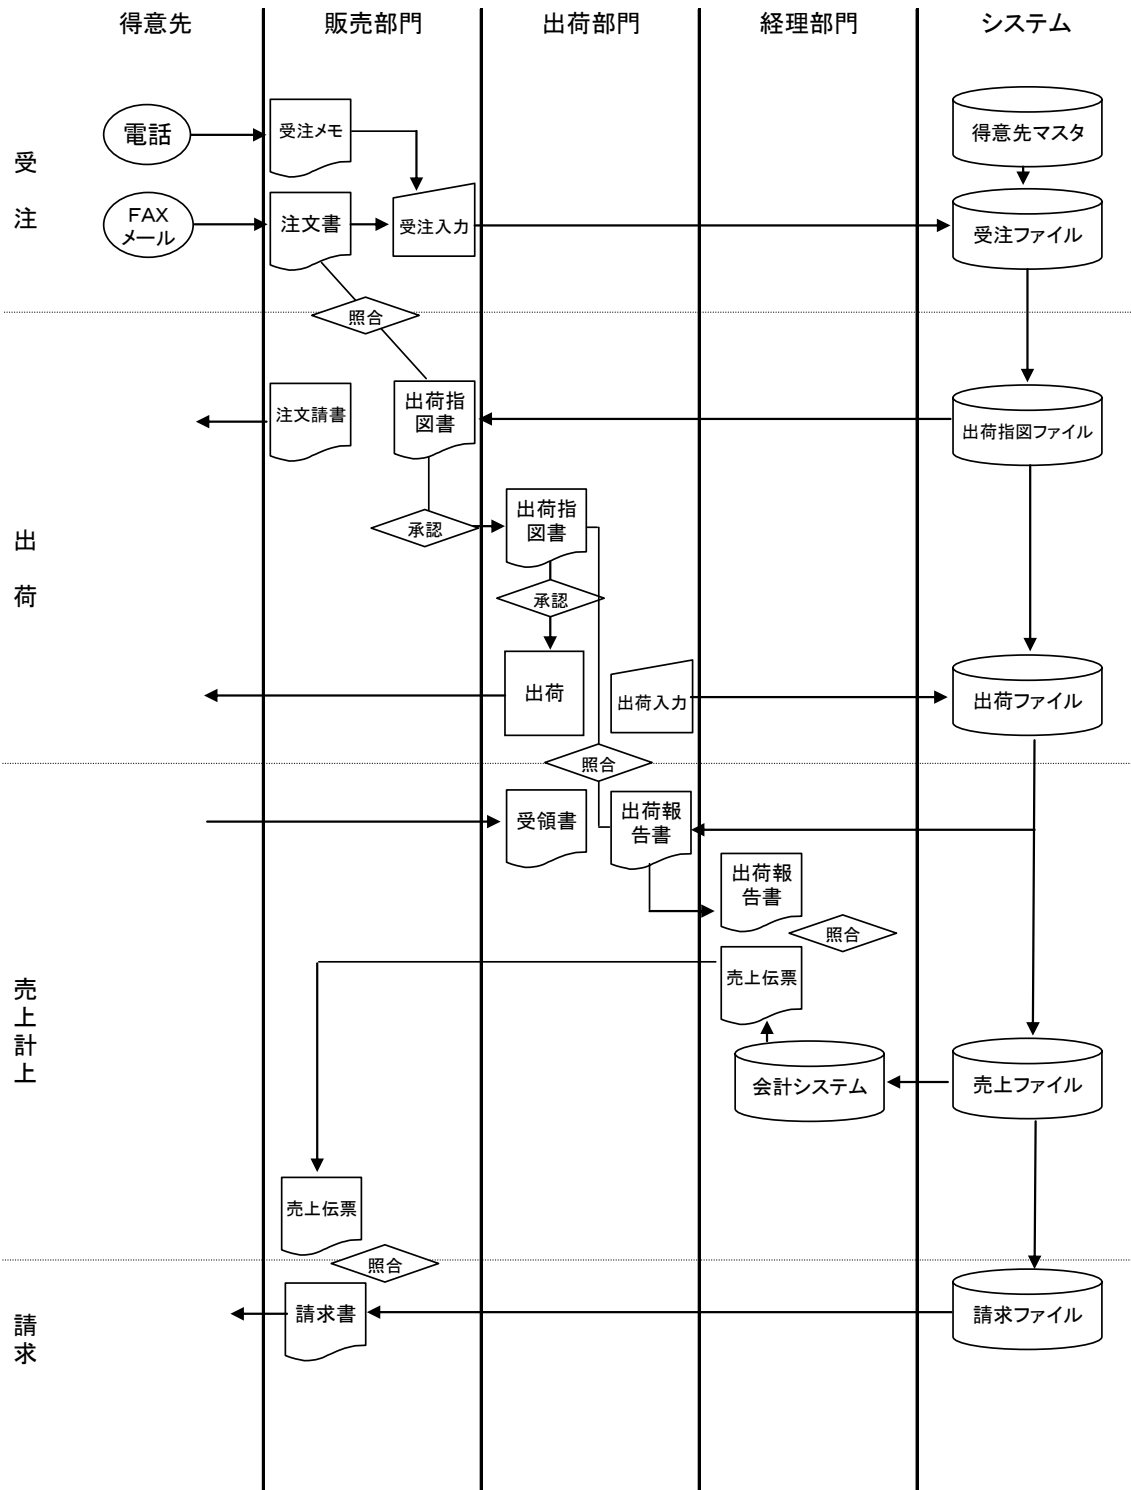 得意先
販売部門
出荷部門
経理部門
システム
受
注
電話
受注メモ
得意先マスタ
FAX
メール
注文書
受注入力
受注ファイル
照合
出
荷
注文請書
出荷指
図書
出荷指図ファイル
承認
出荷指
図書
承認
出荷
出荷入力
出荷ファイル
照合
売
上
計
上
受領書
出荷報
告書
出荷報
告書
照合
売上伝票
会計システム
売上ファイル
売上伝票
照合
請
求
請求書
請求ファイル